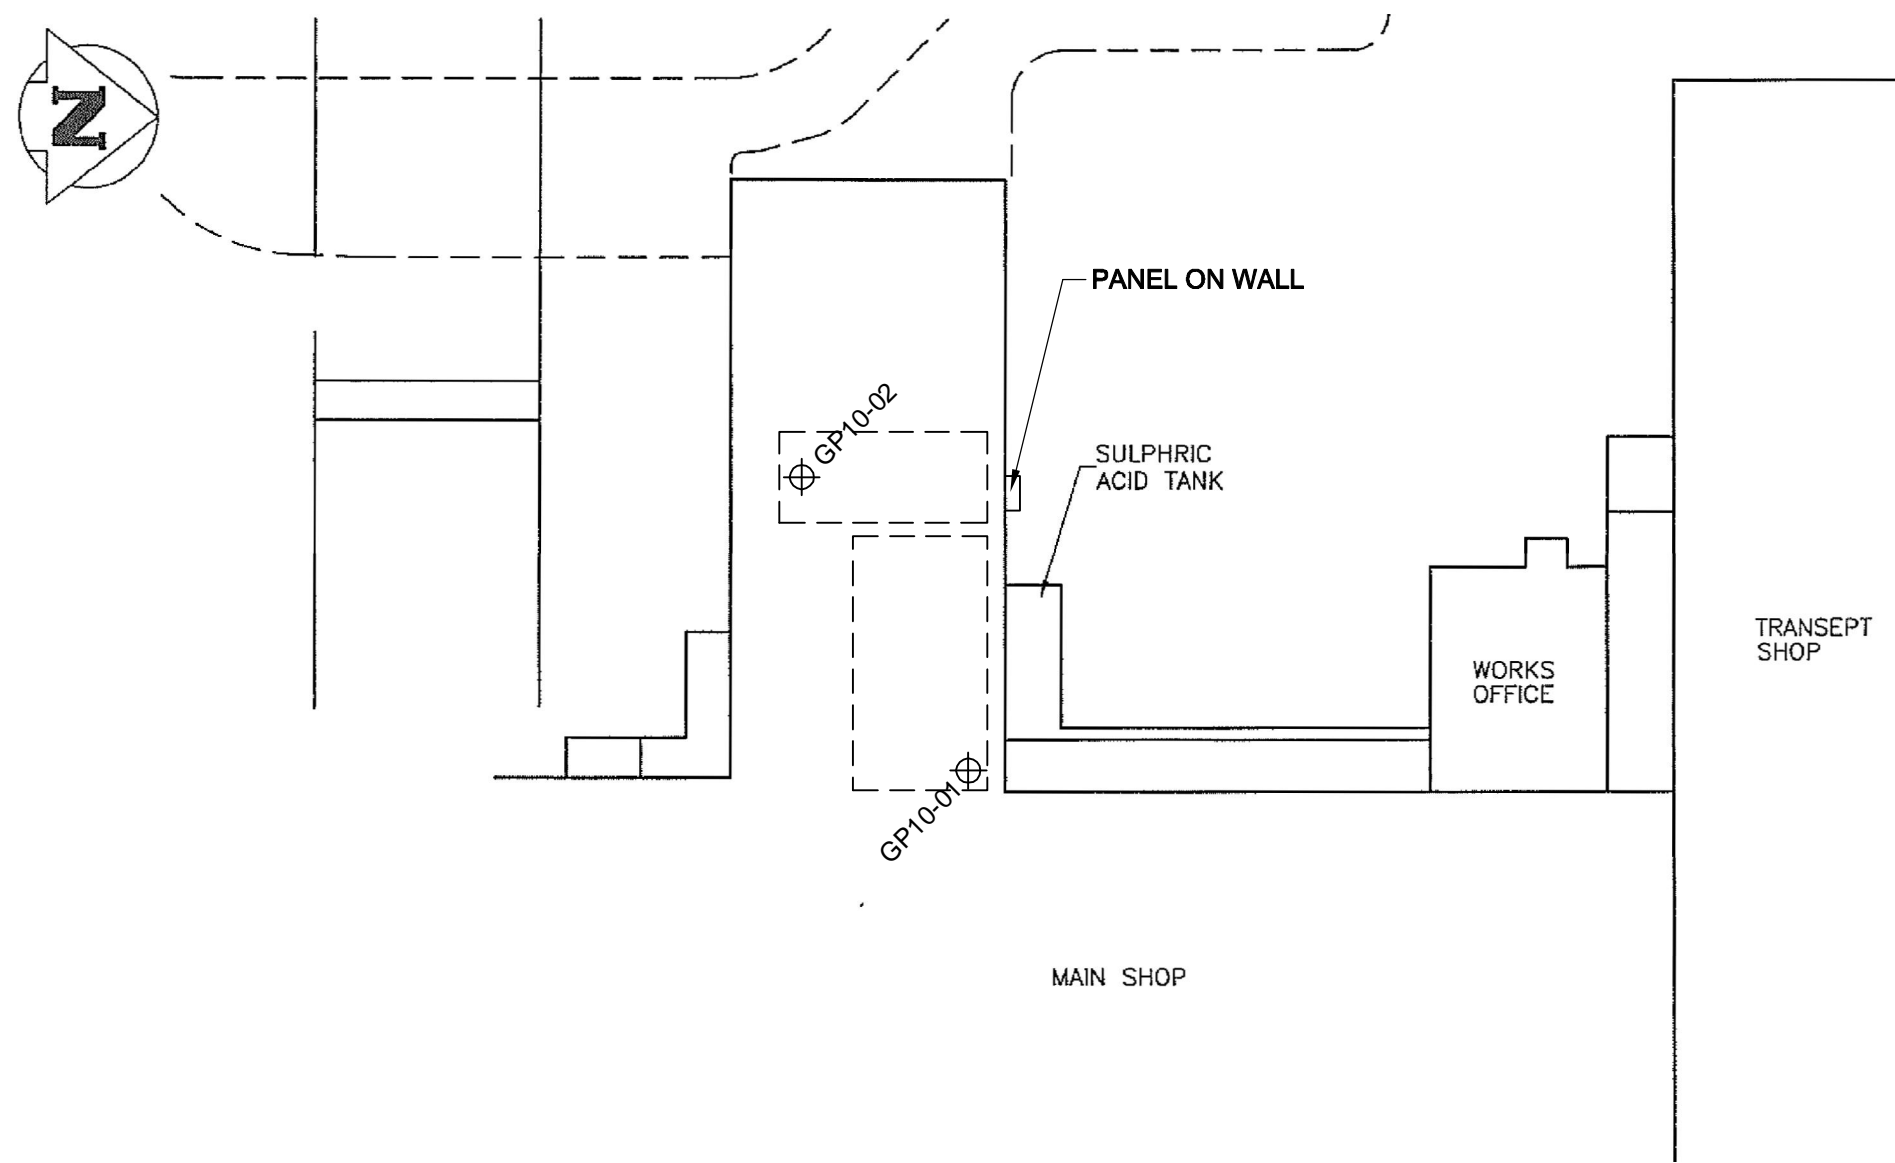 N
PANEL ON WALL
GP10-02
SULPHRIC
ACID TANK
TRANSEPT
SHOP
WORKS
OFFICE
GP10-01
MAIN SHOP